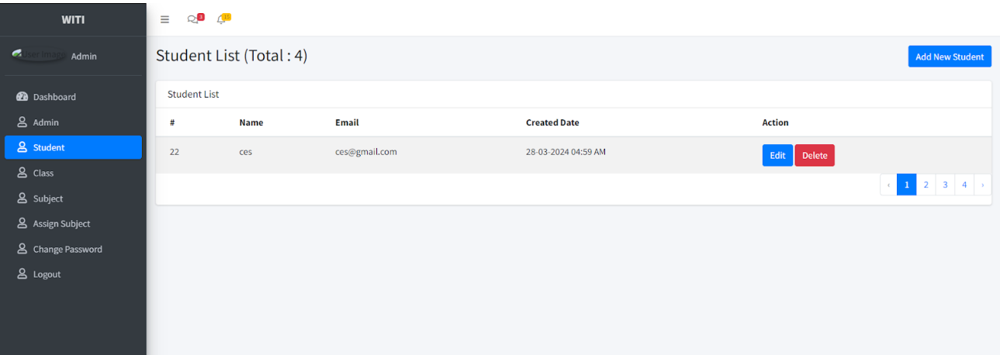 WITI
3
15
User Image
Admin
Dashboard
Admin
Student
Class
Subject
Assign Subject
Change Password
Logout
Student List (Total : 4)
Add New Student
Student List
# Name Email Created Date Action
22 ces ces@gmail.com 28-03-2024 04:59 AM Edit Delete
‹ 1 2 3 4 ›